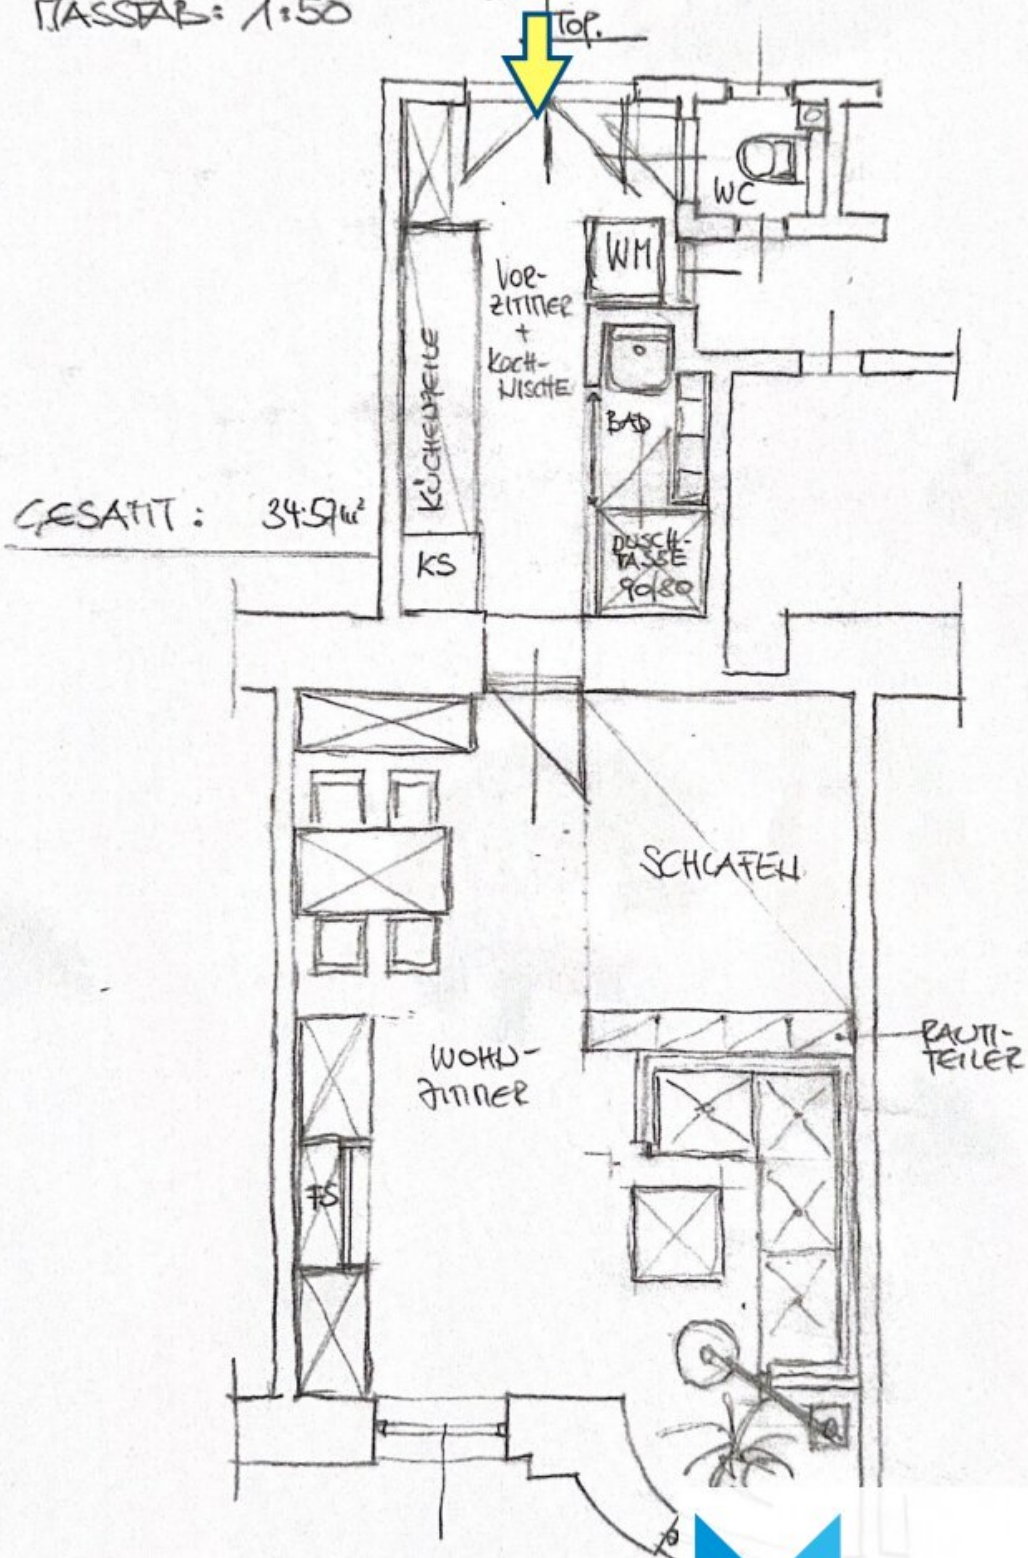 MASSTAB: 1:50
TOP.
WC
WM
VOR-
ZIMMER
+
KOCH-
NISCHE
KÜCHENZEILE
BAD
GESAMT: 34.57m²
DUSCH-
TASSE
90/80
KS
SCHLAFEN
RAUM-
TEILER
WOHN-
ZIMMER
FS